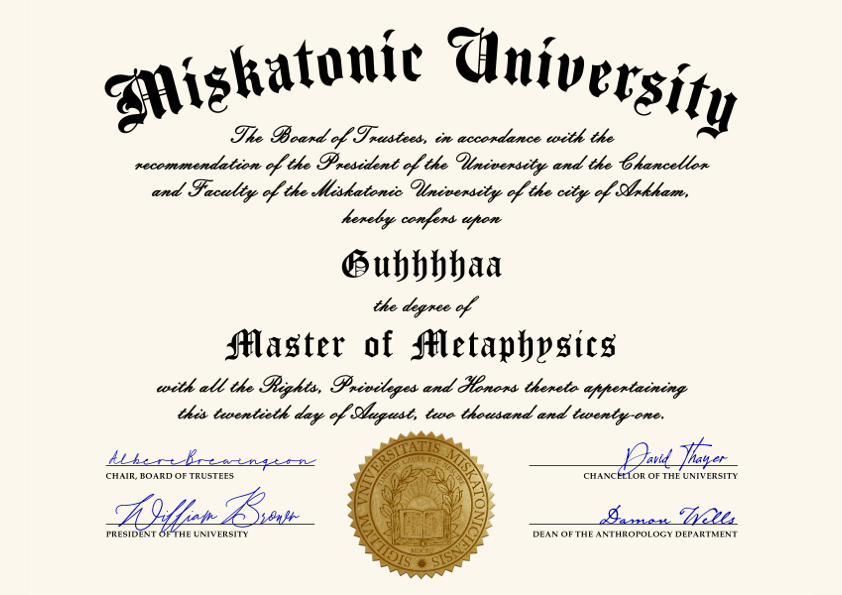 Miskatonic University
The Board of Trustees, in accordance with the
recommendation of the President of the University and the Chancellor
and Faculty of the Miskatonic University of the city of Arkham,
hereby confers upon
Guhhhhaa
the degree of
Master of Metaphysics
with all the Rights, Privileges and Honors thereto appertaining
this twentieth day of August, two thousand and twenty-one.
David Thayer
CHAIR, BOARD OF TRUSTEES
CHANCELLOR OF THE UNIVERSITY
William Brown
Damon Wells
PRESIDENT OF THE UNIVERSITY
DEAN OF THE ANTHROPOLOGY DEPARTMENT
SIGILLVM VNIVERSITATIS MISKATONICENSIS